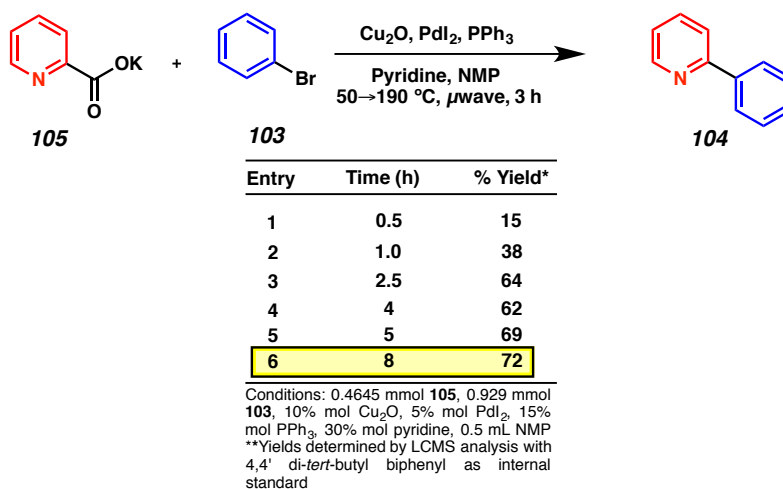 Cu₂O, PdI₂, PPh₃
N
OK
O
+
Br
Pyridine, NMP
50→190 ºC, μwave, 3 h
N
105
103
104
Entry Time (h) % Yield*
1 0.5 15
2 1.0 38
3 2.5 64
4 4 62
5 5 69
6 8 72
Conditions: 0.4645 mmol 105, 0.929 mmol
103, 10% mol Cu₂O, 5% mol PdI₂, 15%
mol PPh₃, 30% mol pyridine, 0.5 mL NMP
**Yields determined by LCMS analysis with
4,4' di-tert-butyl biphenyl as internal
standard